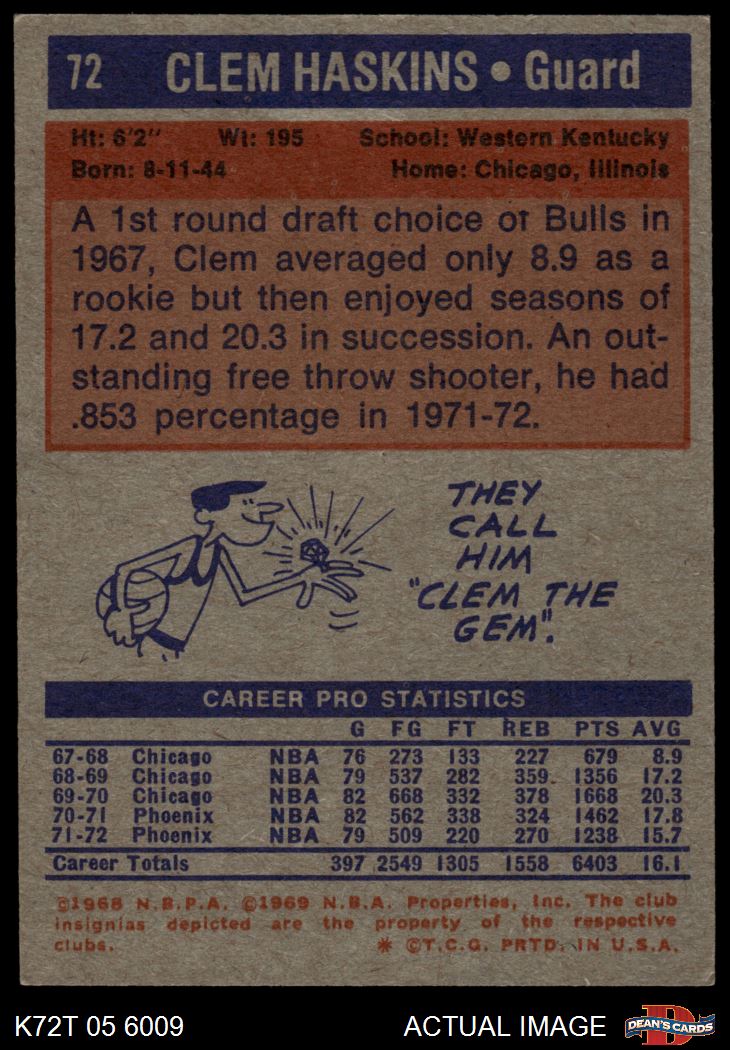 72 CLEM HASKINS • Guard
Ht: 6'2" Wt: 195 School: Western Kentucky
Born: 8-11-44 Home: Chicago, Illinois
A 1st round draft choice of Bulls in
1967, Clem averaged only 8.9 as a
rookie but then enjoyed seasons of
17.2 and 20.3 in succession. An out-
standing free throw shooter, he had
.853 percentage in 1971-72.
THEY
CALL
HIM
"CLEM THE
GEM".
CAREER PRO STATISTICS
G FG FT REB PTS AVG
67-68 Chicago NBA 76 273 133 227 679 8.9
68-69 Chicago NBA 79 537 282 359 1356 17.2
69-70 Chicago NBA 82 668 332 378 1668 20.3
70-71 Phoenix NBA 82 562 338 324 1462 17.8
71-72 Phoenix NBA 79 509 220 270 1238 15.7
Career Totals 397 2549 1305 1558 6403 16.1
©1968 N.B.P.A. ©1969 N.B.A. Properties, Inc. The club
insignias depicted are the property of the respective
clubs. * ©T.C.G. PRTD. IN U.S.A.
K72T 05 6009 ACTUAL IMAGE D DEAN'S CARDS